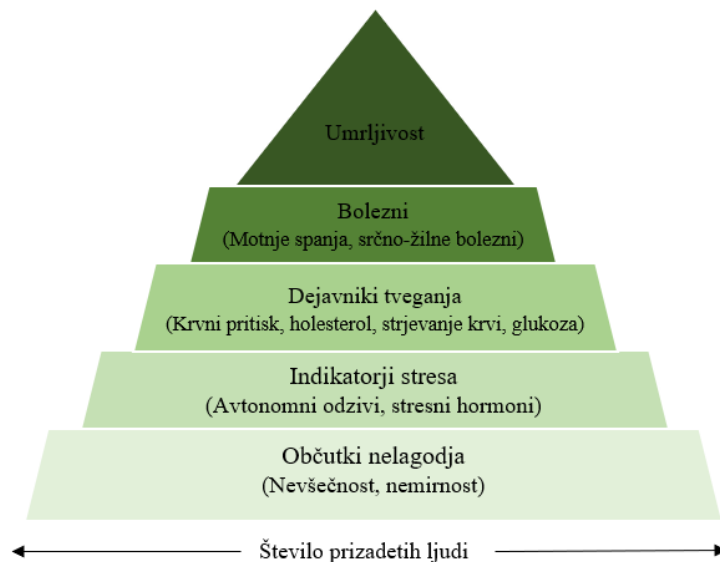 Umrljivost
Bolezni
(Motnje spanja, srčno-žilne bolezni)
Dejavniki tveganja
(Krvni pritisk, holesterol, strjevanje krvi, glukoza)
Indikatorji stresa
(Avtonomni odzivi, stresni hormoni)
Občutki nelagodja
(Nevšečnost, nemirnost)
Število prizadetih ljudi